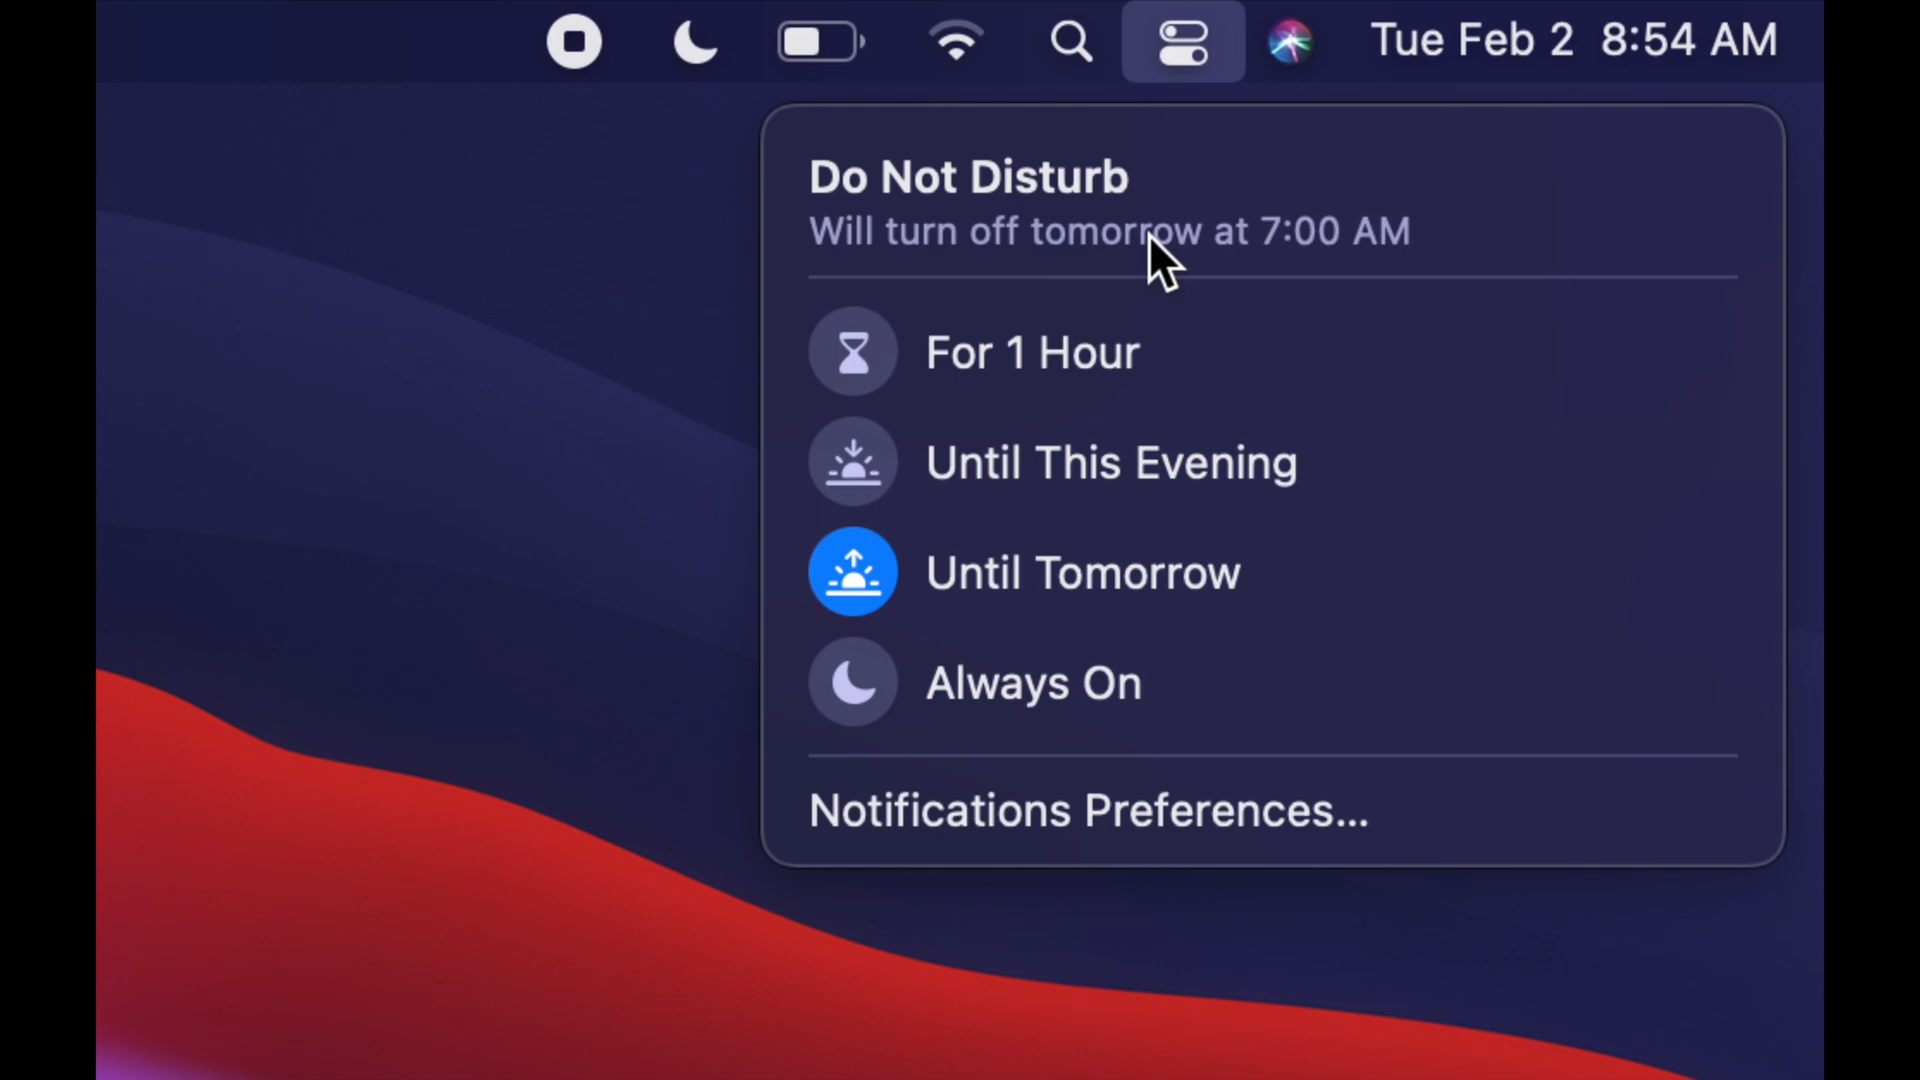 Tue Feb 2 8:54 AM
Do Not Disturb
Will turn off tomorrow at 7:00 AM
For 1 Hour
Until This Evening
Until Tomorrow
Always On
Notifications Preferences...